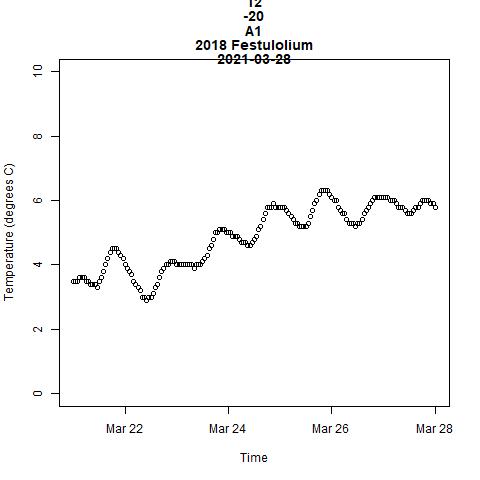 T2
-20
A1
2018 Festulolium
2021-03-28
10
8
6
4
2
0
Temperature (degrees C)
Mar 22
Mar 24
Mar 26
Mar 28
Time